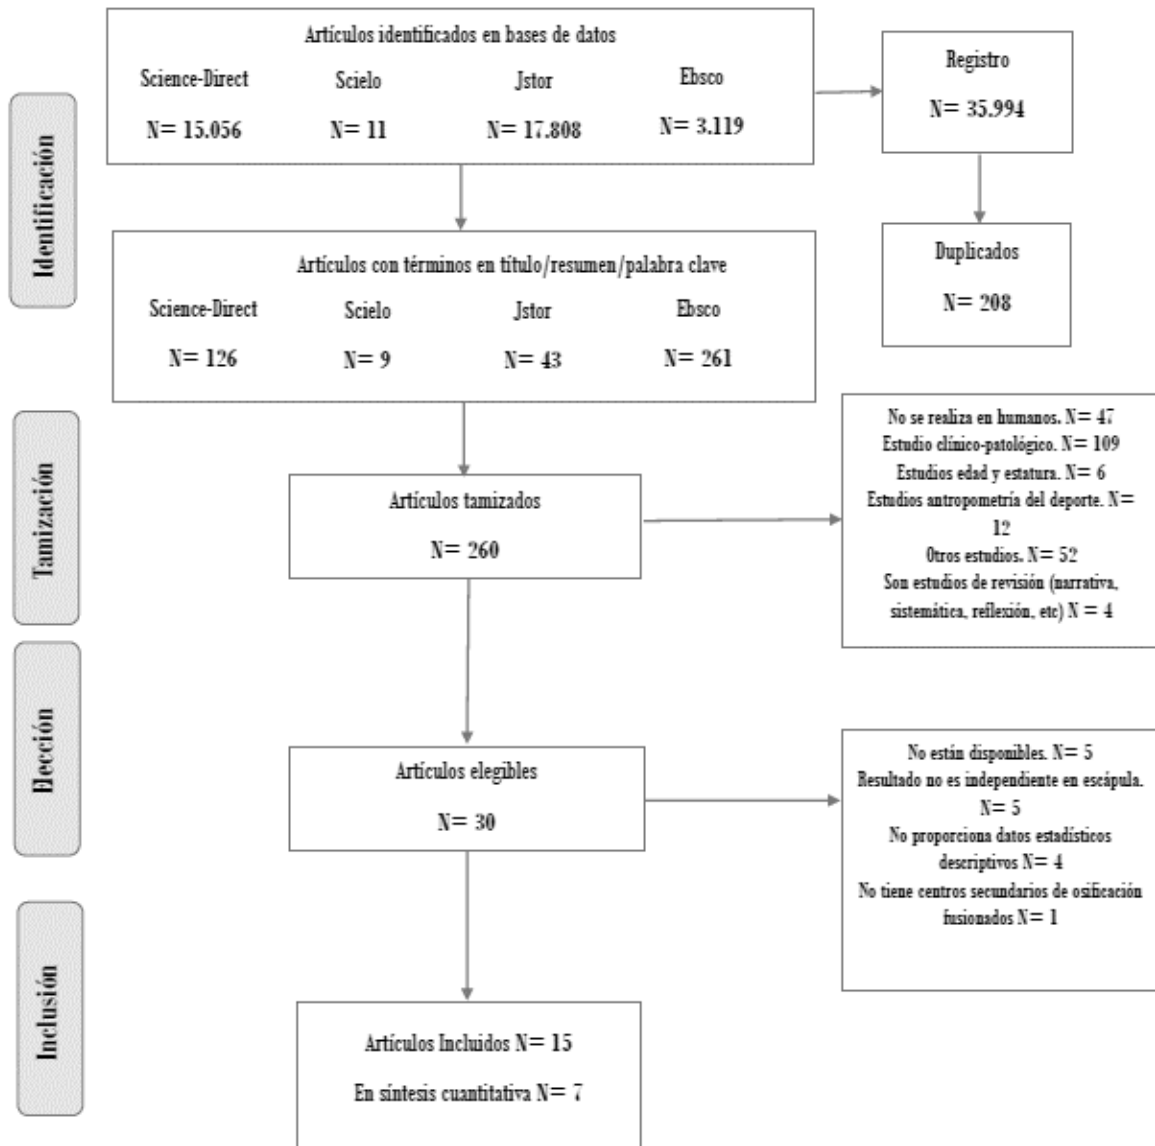 Identificación
Artículos identificados en bases de datos
Science-Direct Scielo Jstor Ebsco
N= 15.056 N= 11 N= 17.808 N= 3.119
Registro
N= 35.994
Duplicados
N= 208
Artículos con términos en título/resumen/palabra clave
Science-Direct Scielo Jstor Ebsco
N= 126 N= 9 N= 43 N= 261
Tamización
Artículos tamizados
N= 260
No se realiza en humanos. N= 47
Estudio clínico-patológico. N= 109
Estudios edad y estatura. N= 6
Estudios antropometría del deporte. N=
12
Otros estudios. N= 52
Son estudios de revisión (narrativa,
sistemática, reflexión, etc) N = 4
Elección
Artículos elegibles
N= 30
No están disponibles. N= 5
Resultado no es independiente en escápula.
N= 5
No proporciona datos estadísticos
descriptivos N= 4
No tiene centros secundarios de osificación
fusionados N= 1
Inclusión
Artículos Incluidos N= 15
En síntesis cuantitativa N= 7